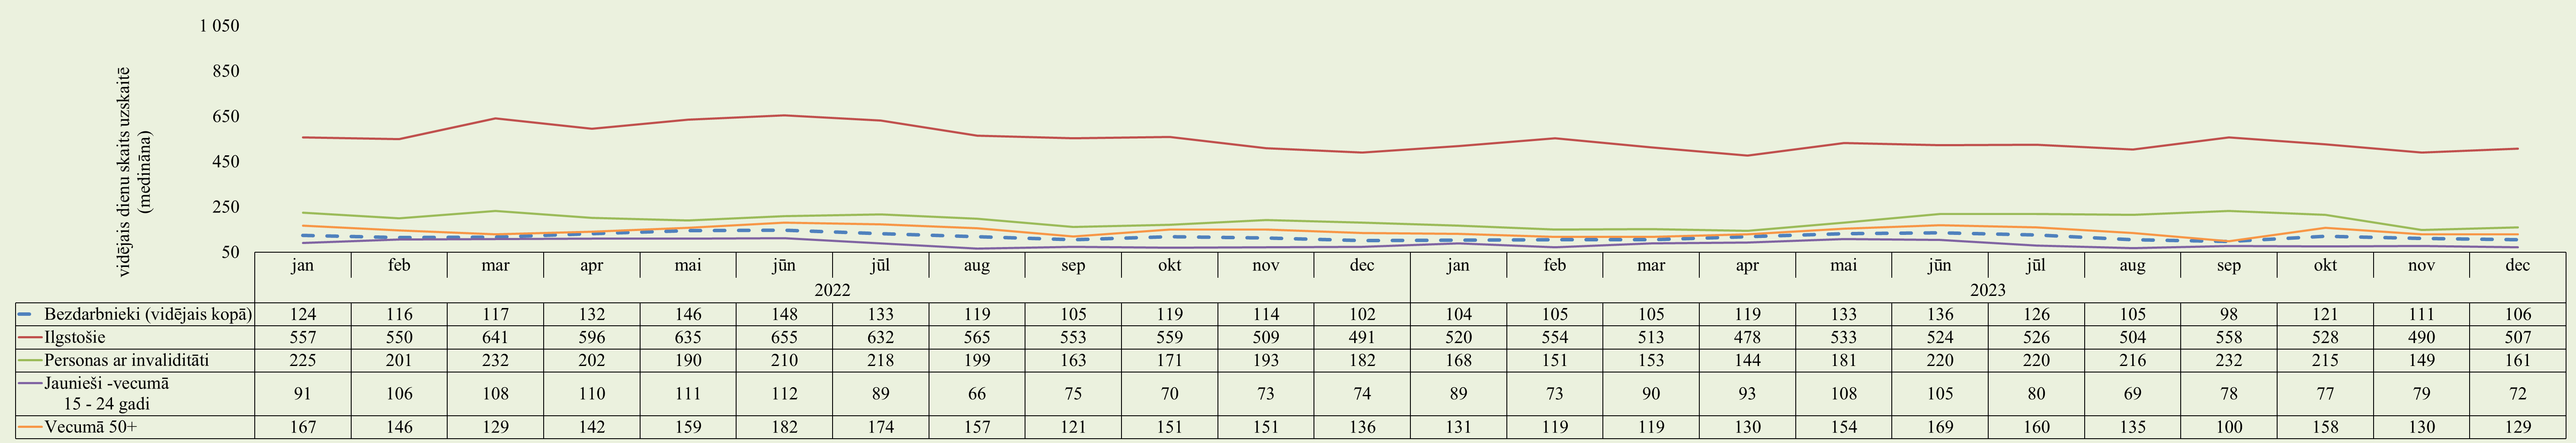 1 050
850
650
450
250
50
vidējais dienu skaits uzskaitē
(medināna)
jan feb mar apr mai jūn jūl aug sep okt nov dec jan feb mar apr mai jūn jūl aug sep okt nov dec
2022 2023
Bezdarbnieki (vidējais kopā) 124 116 117 132 146 148 133 119 105 119 114 102 104 105 105 119 133 136 126 105 98 121 111 106
Ilgstošie 557 550 641 596 635 655 632 565 553 559 509 491 520 554 513 478 533 524 526 504 558 528 490 507
Personas ar invaliditāti 225 201 232 202 190 210 218 199 163 171 193 182 168 151 153 144 181 220 220 216 232 215 149 161
Jaunieši -vecumā
15 - 24 gadi 91 106 108 110 111 112 89 66 75 70 73 74 89 73 90 93 108 105 80 69 78 77 79 72
Vecumā 50+ 167 146 129 142 159 182 174 157 121 151 151 136 131 119 119 130 154 169 160 135 100 158 130 129